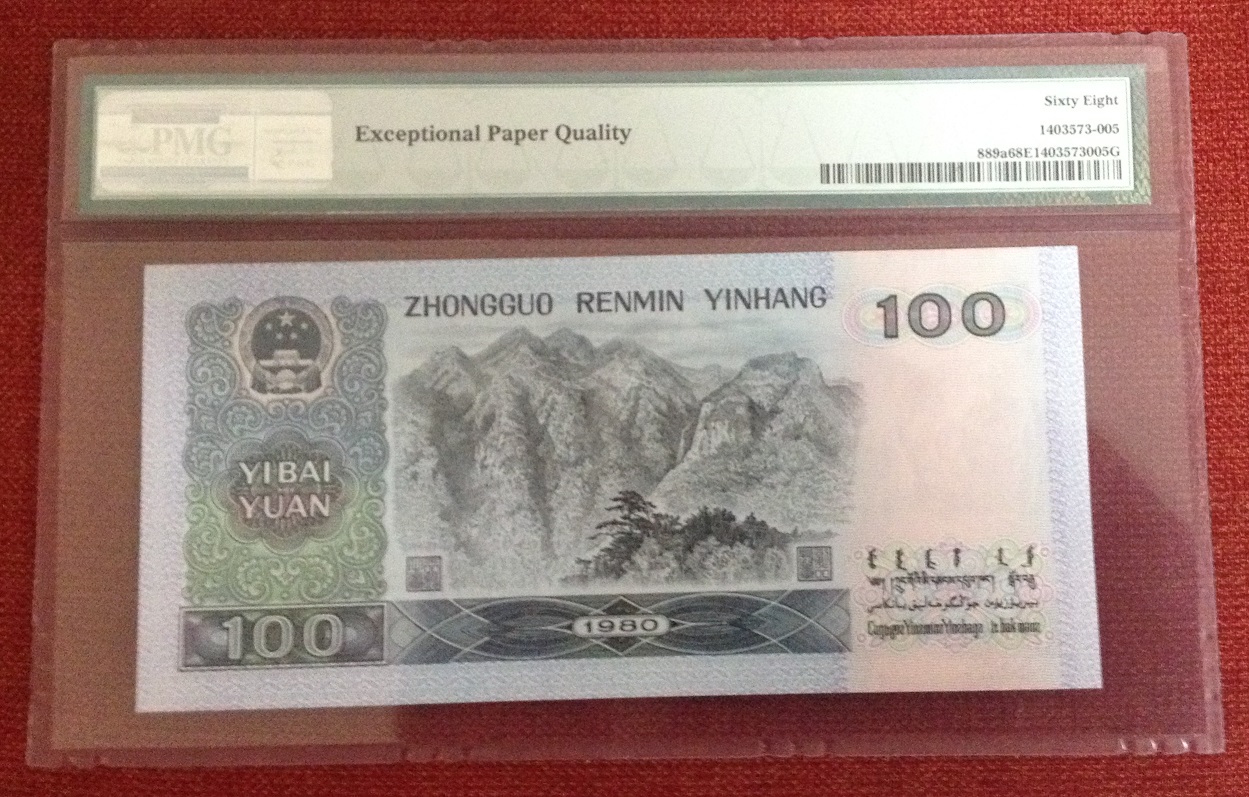 PMG
Exceptional Paper Quality
Sixty Eight
1403573-005
889a68E1403573005G
ZHONGGUO RENMIN YINHANG
100
YIBAI
YUAN
100
1980